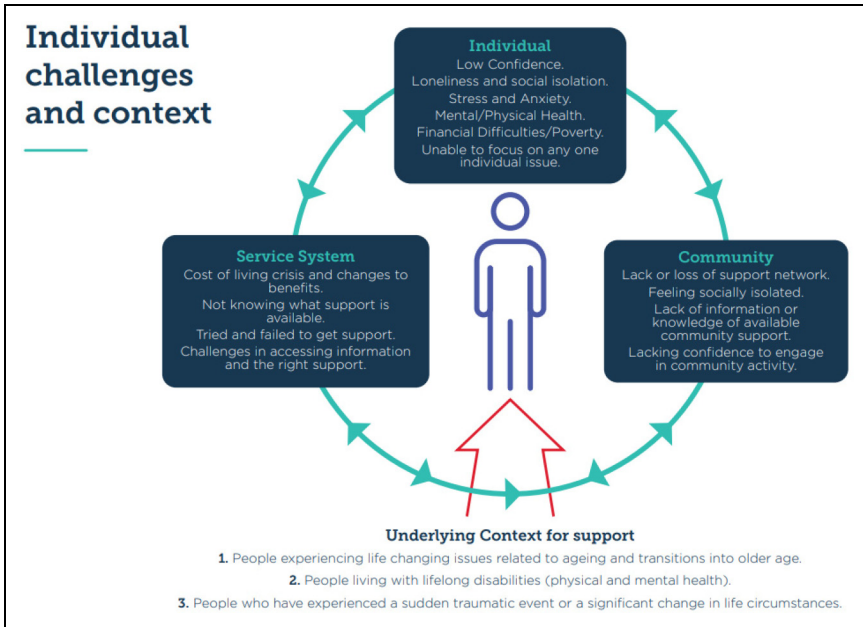 Individual
challenges
and context
Individual
Low Confidence.
Loneliness and social isolation.
Stress and Anxiety.
Mental/Physical Health.
Financial Difficulties/Poverty.
Unable to focus on any one
individual issue.
Service System
Cost of living crisis and changes to
benefits.
Not knowing what support is
available.
Tried and failed to get support.
Challenges in accessing information
and the right support.
Community
Lack or loss of support network.
Feeling socially isolated.
Lack of information or
knowledge of available
community support.
Lacking confidence to engage
in community activity.
Underlying Context for support
1. People experiencing life changing issues related to ageing and transitions into older age.
2. People living with lifelong disabilities (physical and mental health).
3. People who have experienced a sudden traumatic event or a significant change in life circumstances.